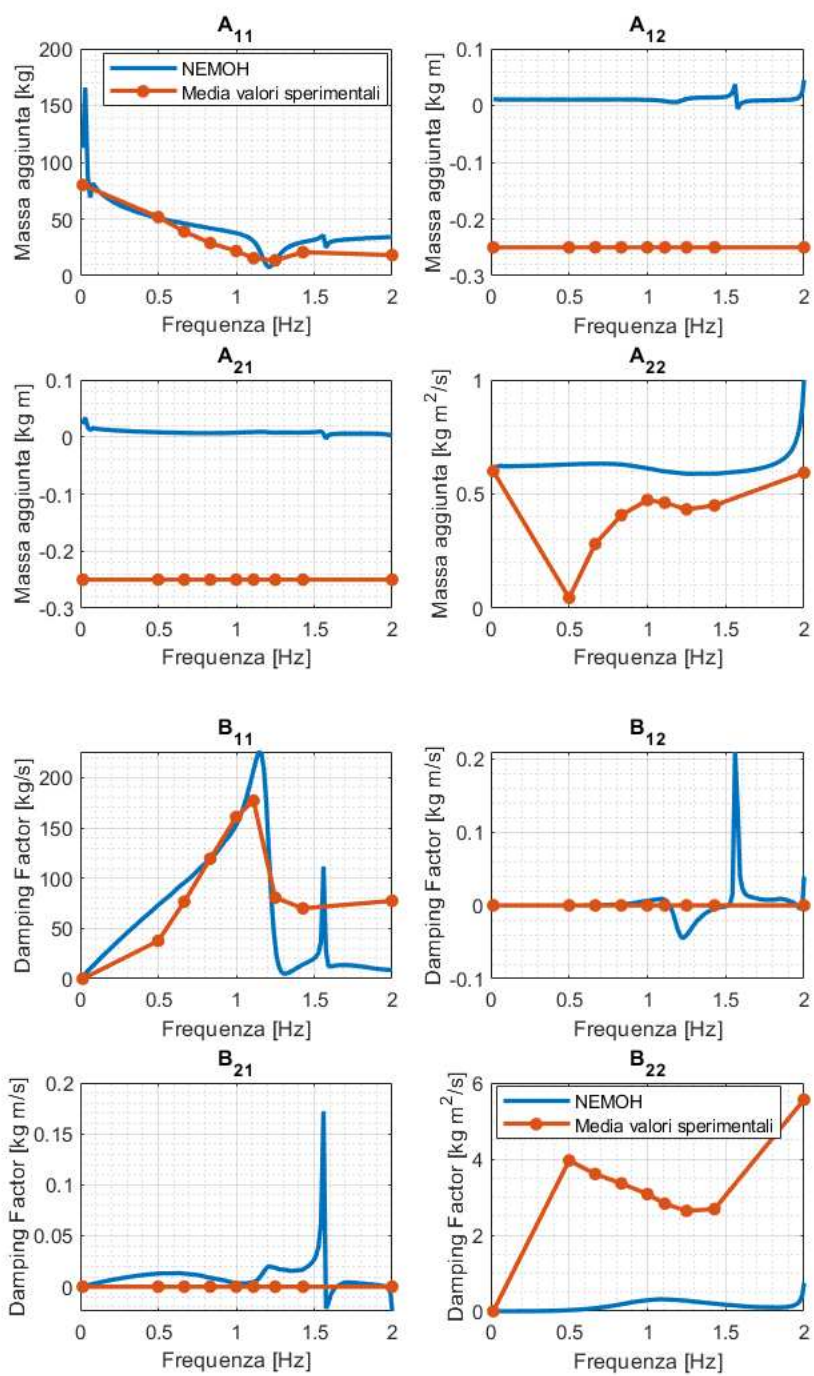 A11
Massa aggiunta [kg]
200
150
100
50
0
NEMOH
Media valori sperimentali
0 0.5 1 1.5 2
Frequenza [Hz]
A12
Massa aggiunta [kg m]
0.1
0
-0.1
-0.2
-0.3
0 0.5 1 1.5 2
Frequenza [Hz]
A21
Massa aggiunta [kg m]
0.1
0
-0.1
-0.2
-0.3
0 0.5 1 1.5 2
Frequenza [Hz]
A22
Massa aggiunta [kg m²/s]
1
0.5
0
0 0.5 1 1.5 2
Frequenza [Hz]
B11
Damping Factor [kg/s]
200
150
100
50
0
0 0.5 1 1.5 2
Frequenza [Hz]
B12
Damping Factor [kg m/s]
0.2
0.1
0
-0.1
0 0.5 1 1.5 2
Frequenza [Hz]
B21
Damping Factor [kg m/s]
0.2
0.15
0.1
0.05
0
0 0.5 1 1.5 2
Frequenza [Hz]
B22
Damping Factor [kg m²/s]
6
4
2
0
NEMOH
Media valori sperimentali
0 0.5 1 1.5 2
Frequenza [Hz]